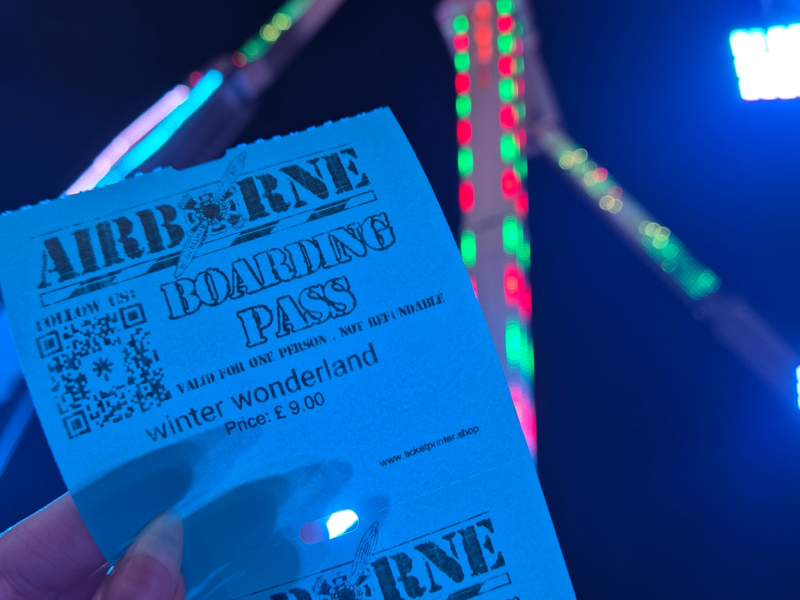 AIRBORNE
BOARDING
PASS
FOLLOW US:
VALID FOR ONE PERSON , NOT REFUNDABLE
winter wonderland
Price: £ 9.00
www.ticketprinter.shop
RNE